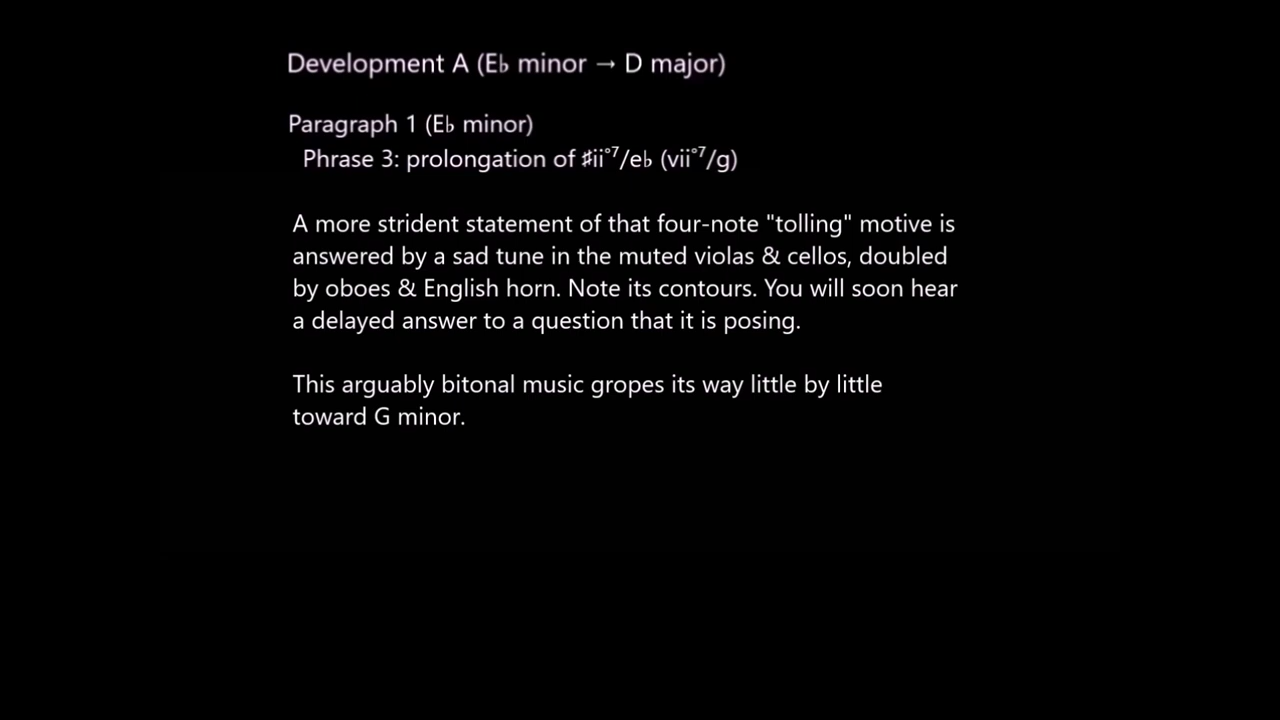 Development A (E♭ minor → D major)
Paragraph 1 (E♭ minor)
Phrase 3: prolongation of ♯ii°⁷/e♭ (vii°⁷/g)
A more strident statement of that four-note "tolling" motive is
answered by a sad tune in the muted violas & cellos, doubled
by oboes & English horn. Note its contours. You will soon hear
a delayed answer to a question that it is posing.
This arguably bitonal music gropes its way little by little
toward G minor.